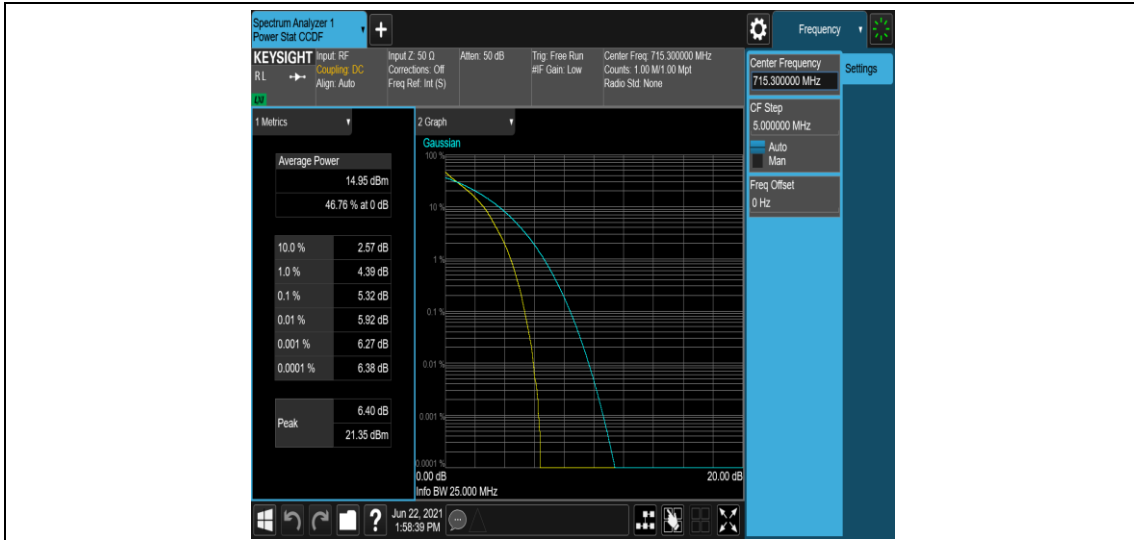 Spectrum Analyzer 1
Power Stat CCDF
+
Frequency
KEYSIGHT
R L
Input: RF
Coupling: DC
Align: Auto
Input Z: 50 Ω
Corrections: Off
Freq Ref: Int (S)
Atten: 50 dB
Trig: Free Run
#IF Gain: Low
Center Freq: 715.300000 MHz
Counts: 1.00 M/1.00 Mpt
Radio Std: None
Center Frequency
715.300000 MHz
Settings
CF Step
5.000000 MHz
Auto
Man
Freq Offset
0 Hz
1 Metrics
Average Power
14.95 dBm
46.76 % at 0 dB
10.0 % 2.57 dB
1.0 % 4.39 dB
0.1 % 5.32 dB
0.01 % 5.92 dB
0.001 % 6.27 dB
0.0001 % 6.38 dB
Peak
6.40 dB
21.35 dBm
2 Graph
Gaussian
100 %
10 %
1 %
0.1 %
0.01 %
0.001 %
0.0001 %
0.00 dB 20.00 dB
Info BW 25.000 MHz
?
Jun 22, 2021
1:58:39 PM